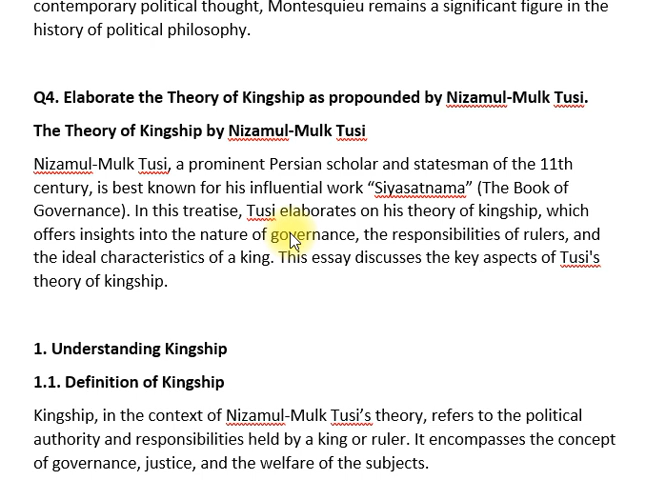 contemporary political thought, Montesquieu remains a significant figure in the
history of political philosophy.
Q4. Elaborate the Theory of Kingship as propounded by Nizamul-Mulk Tusi.
The Theory of Kingship by Nizamul-Mulk Tusi
Nizamul-Mulk Tusi, a prominent Persian scholar and statesman of the 11th
century, is best known for his influential work “Siyasatnama” (The Book of
Governance). In this treatise, Tusi elaborates on his theory of kingship, which
offers insights into the nature of governance, the responsibilities of rulers, and
the ideal characteristics of a king. This essay discusses the key aspects of Tusi's
theory of kingship.
1. Understanding Kingship
1.1. Definition of Kingship
Kingship, in the context of Nizamul-Mulk Tusi’s theory, refers to the political
authority and responsibilities held by a king or ruler. It encompasses the concept
of governance, justice, and the welfare of the subjects.